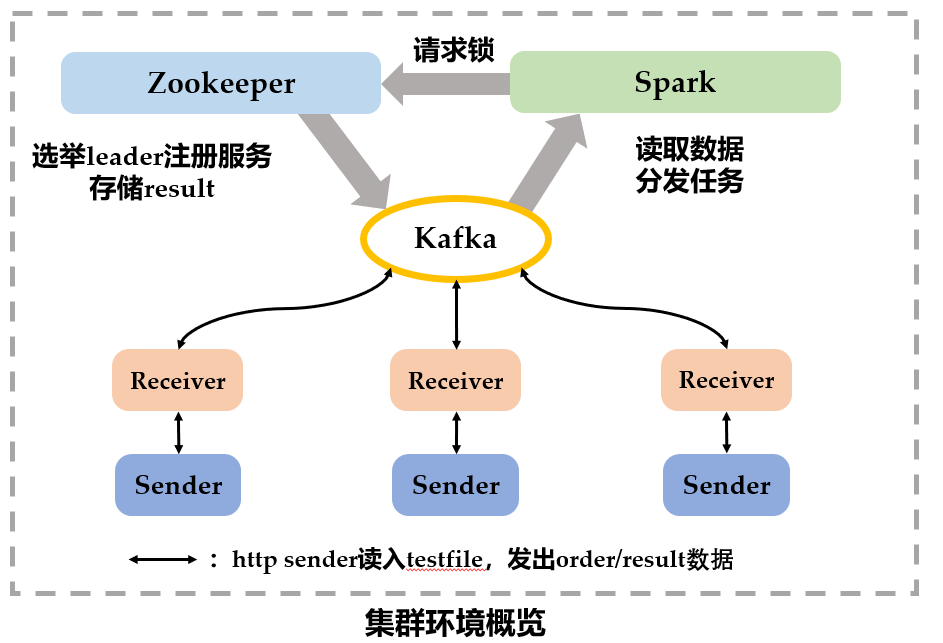 请求锁
Zookeeper
Spark
选举leader注册服务
存储result
读取数据
分发任务
Kafka
Receiver
Receiver
Receiver
Sender
Sender
Sender
：http sender读入testfile，发出order/result数据
集群环境概览